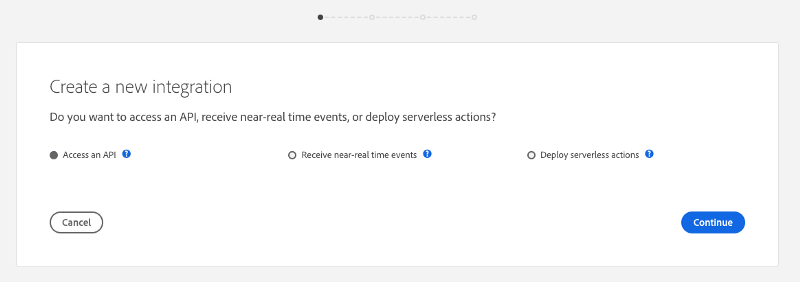 Create a new integration
Do you want to access an API, receive near-real time events, or deploy serverless actions?
Access an API ?
Receive near-real time events ?
Deploy serverless actions ?
Cancel
Continue